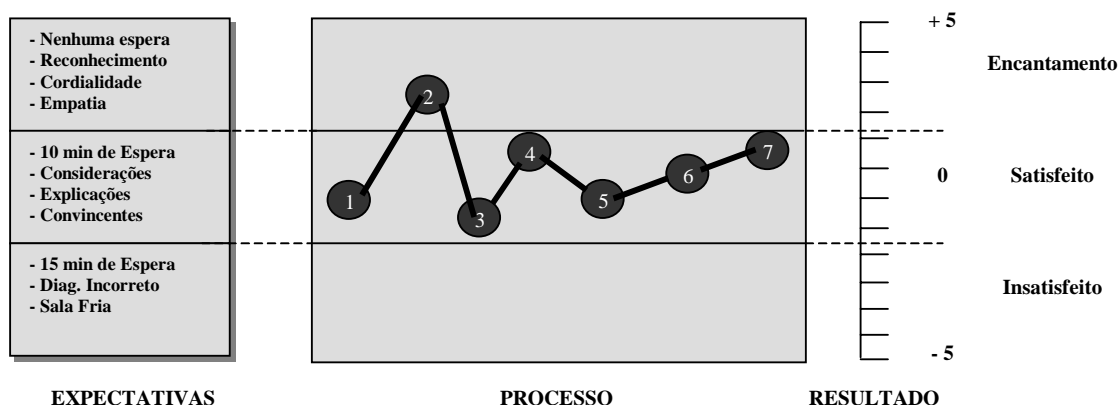 - Nenhuma espera
- Reconhecimento
- Cordialidade
- Empatia
- 10 min de Espera
- Considerações
- Explicações
- Convincentes
- 15 min de Espera
- Diag. Incorreto
- Sala Fria
1
2
3
4
5
6
7
+ 5
Encantamento
0
Satisfeito
Insatisfeito
- 5
EXPECTATIVAS
PROCESSO
RESULTADO